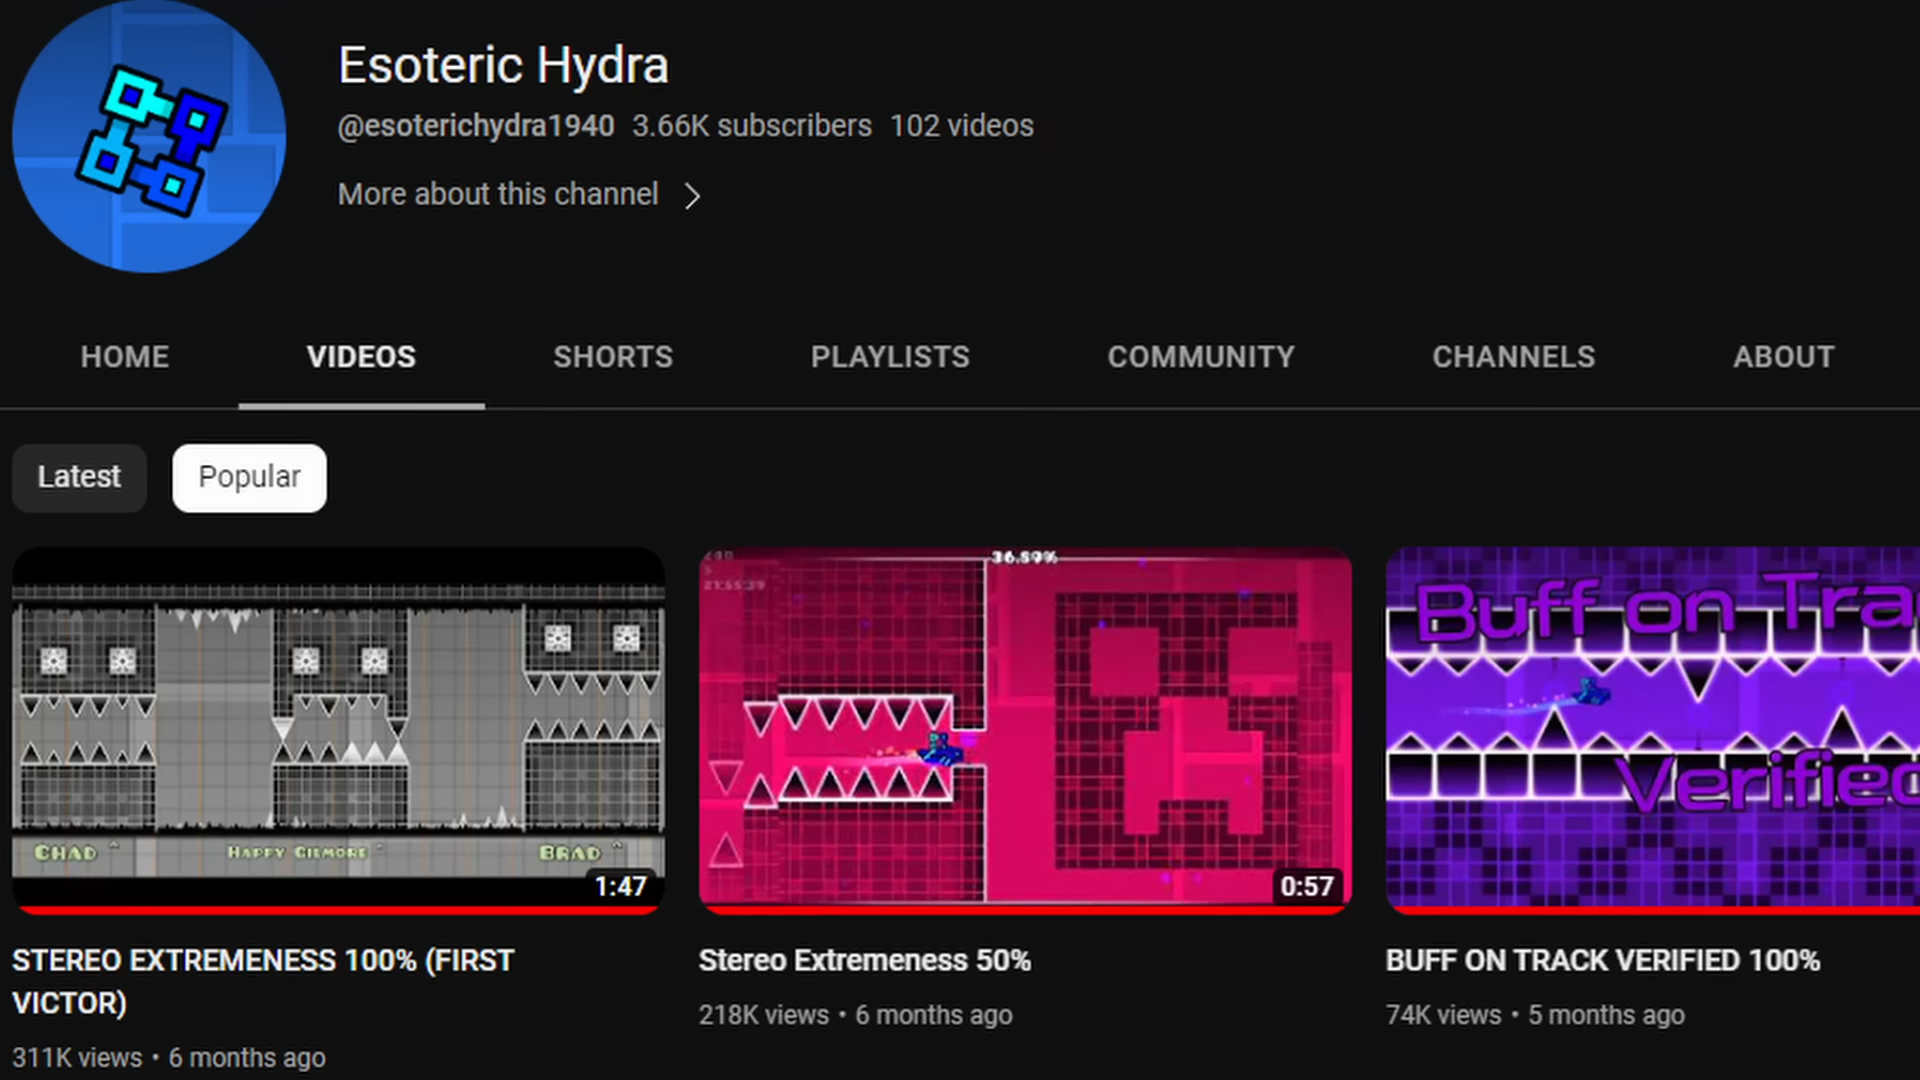 Esoteric Hydra
@esoterichydra1940 3.66K subscribers 102 videos
More about this channel
HOME VIDEOS SHORTS PLAYLISTS COMMUNITY CHANNELS ABOUT
Latest Popular
CHAD ^ HAPPY GILMORE ^ BRAD ^
1:47
36.59%
0:57
Buff on Tra
Verified
STEREO EXTREMENESS 100% (FIRST
VICTOR)
311K views • 6 months ago
Stereo Extremeness 50%
218K views • 6 months ago
BUFF ON TRACK VERIFIED 100%
74K views • 5 months ago